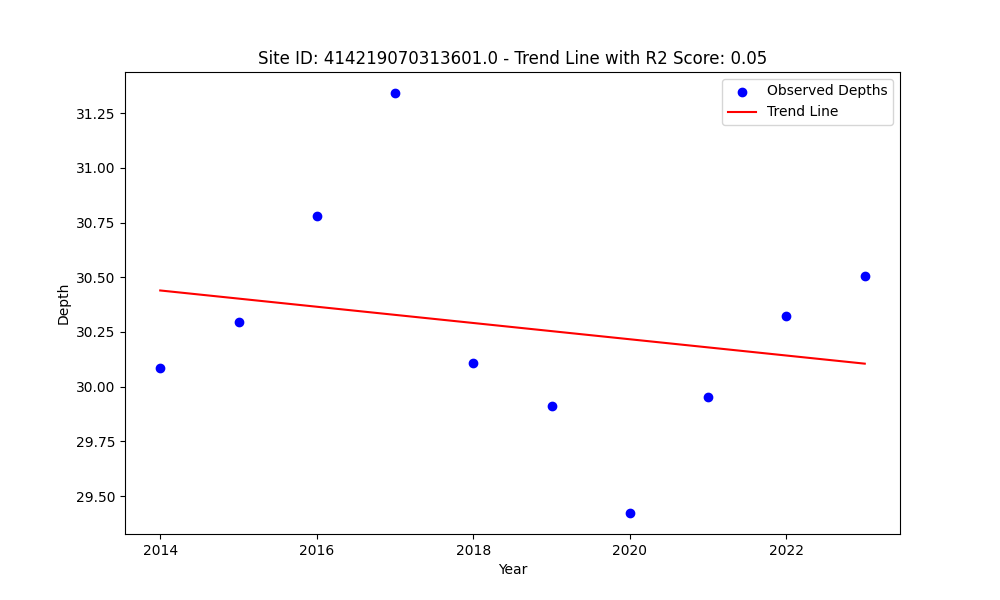 Site ID: 414219070313601.0 - Trend Line with R2 Score: 0.05
Observed Depths
Trend Line
31.25
31.00
30.75
30.50
30.25
30.00
29.75
29.50
Depth
2014
2016
2018
2020
2022
Year